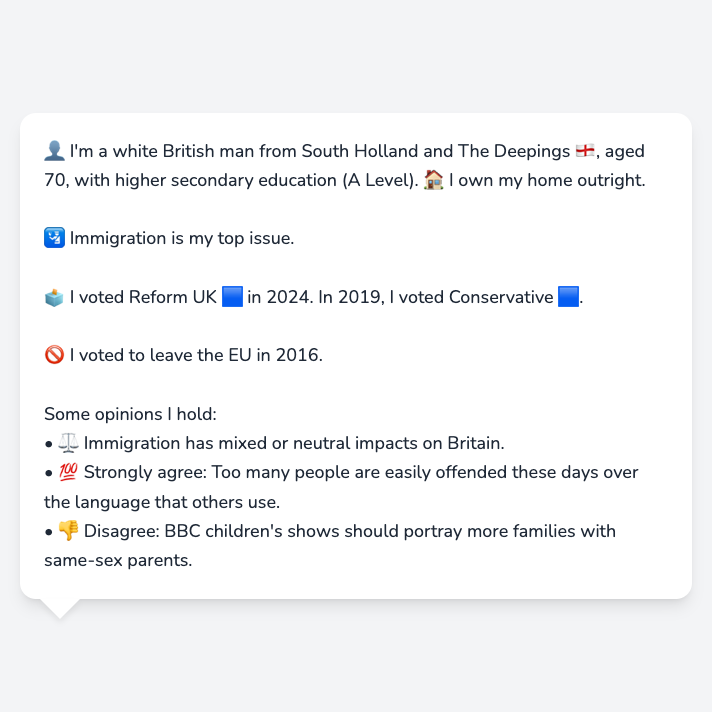 👤 I'm a white British man from South Holland and The Deepings 🏴󠁧󠁢󠁥󠁮󠁧󠁿, aged
70, with higher secondary education (A Level). 🏠 I own my home outright.
🛂 Immigration is my top issue.
🗳️ I voted Reform UK 🟦 in 2024. In 2019, I voted Conservative 🟦.
🚫 I voted to leave the EU in 2016.
Some opinions I hold:
• ⚖️ Immigration has mixed or neutral impacts on Britain.
• 💯 Strongly agree: Too many people are easily offended these days over
the language that others use.
• 👎 Disagree: BBC children's shows should portray more families with
same-sex parents.